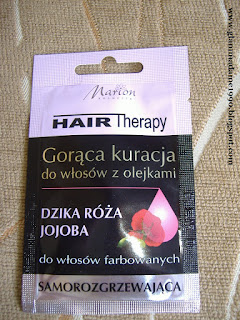 Marion
HAIR Therapy
Gorąca kuracja
do włosów z olejkami
DZIKA RÓŻA
JOJOBA
do włosów farbowanych
SAMOROZGRZEWAJĄCA